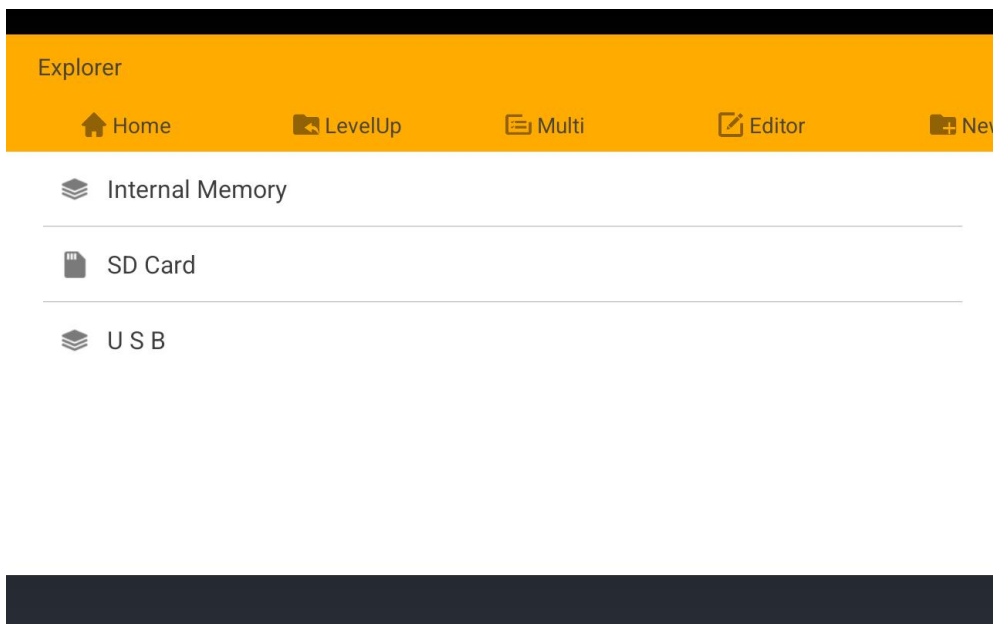 Explorer
Home LevelUp Multi Editor
Internal Memory
SD Card
U S B